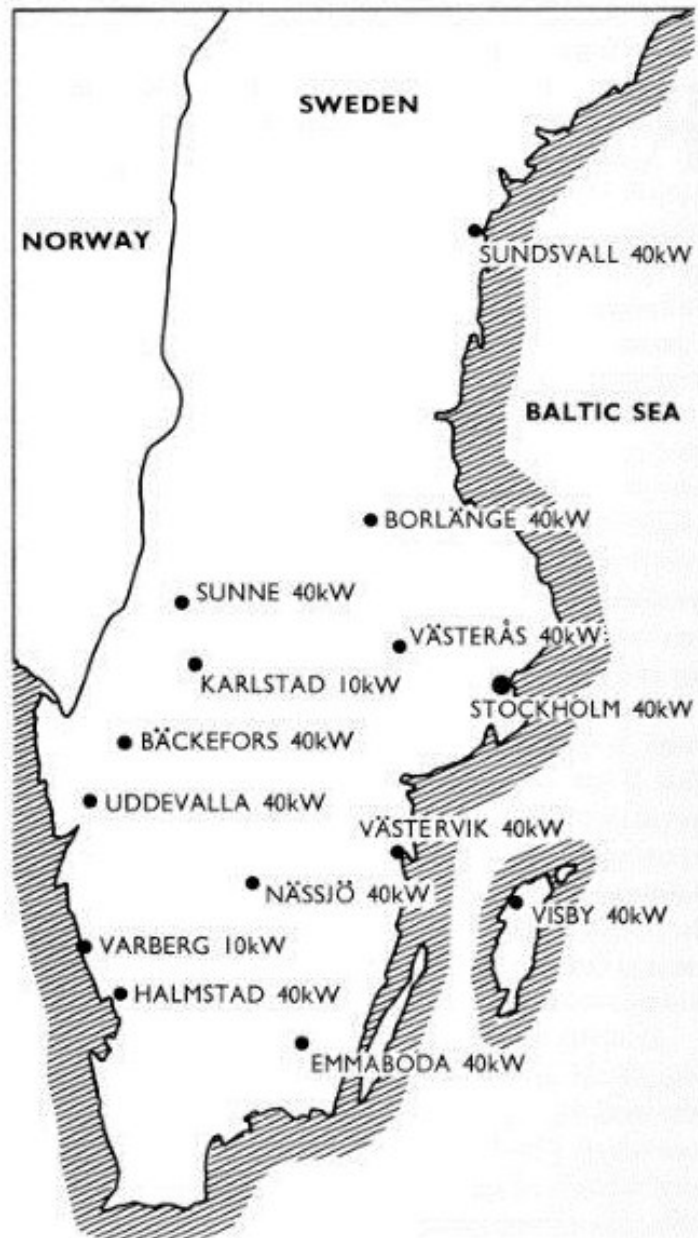 SWEDEN
NORWAY
SUNDSVALL 40kW
BALTIC SEA
BORLÄNGE 40kW
SUNNE 40kW
VÄSTERÅS 40kW
KARLSTAD 10kW
STOCKHOLM 40kW
BÄCKEFORS 40kW
UDDEVALLA 40kW
VÄSTERVIK 40kW
NÄSSJÖ 40kW
VISBY 40kW
VARBERG 10kW
HALMSTAD 40kW
EMMABODA 40kW